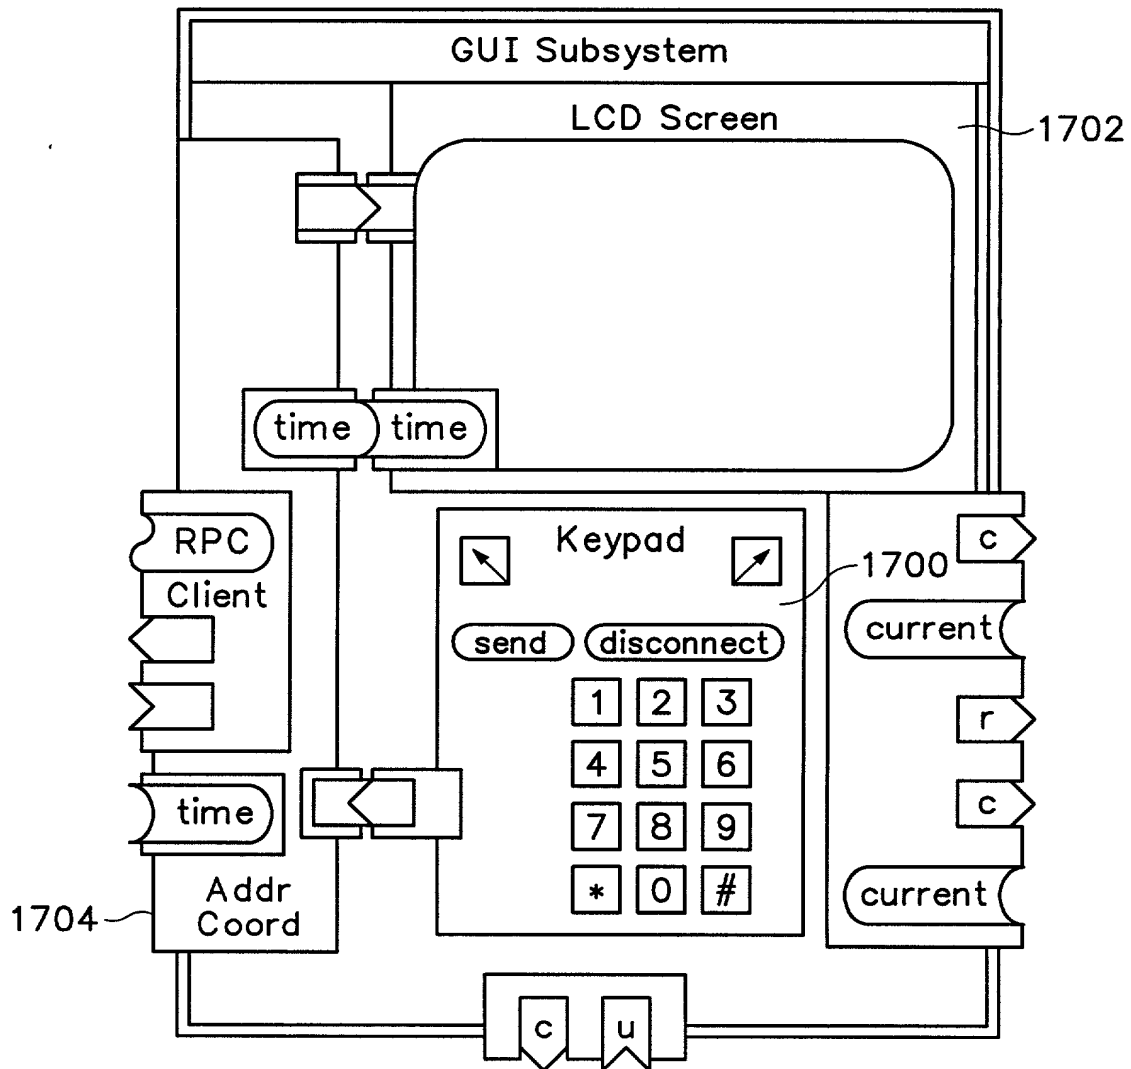 GUI Subsystem
LCD Screen
1702
time time
RPC
Client
Keypad
1700
send disconnect
1 2 3
4 5 6
7 8 9
* 0 #
c
current
r
c
current
time
Addr
Coord
1704
c u